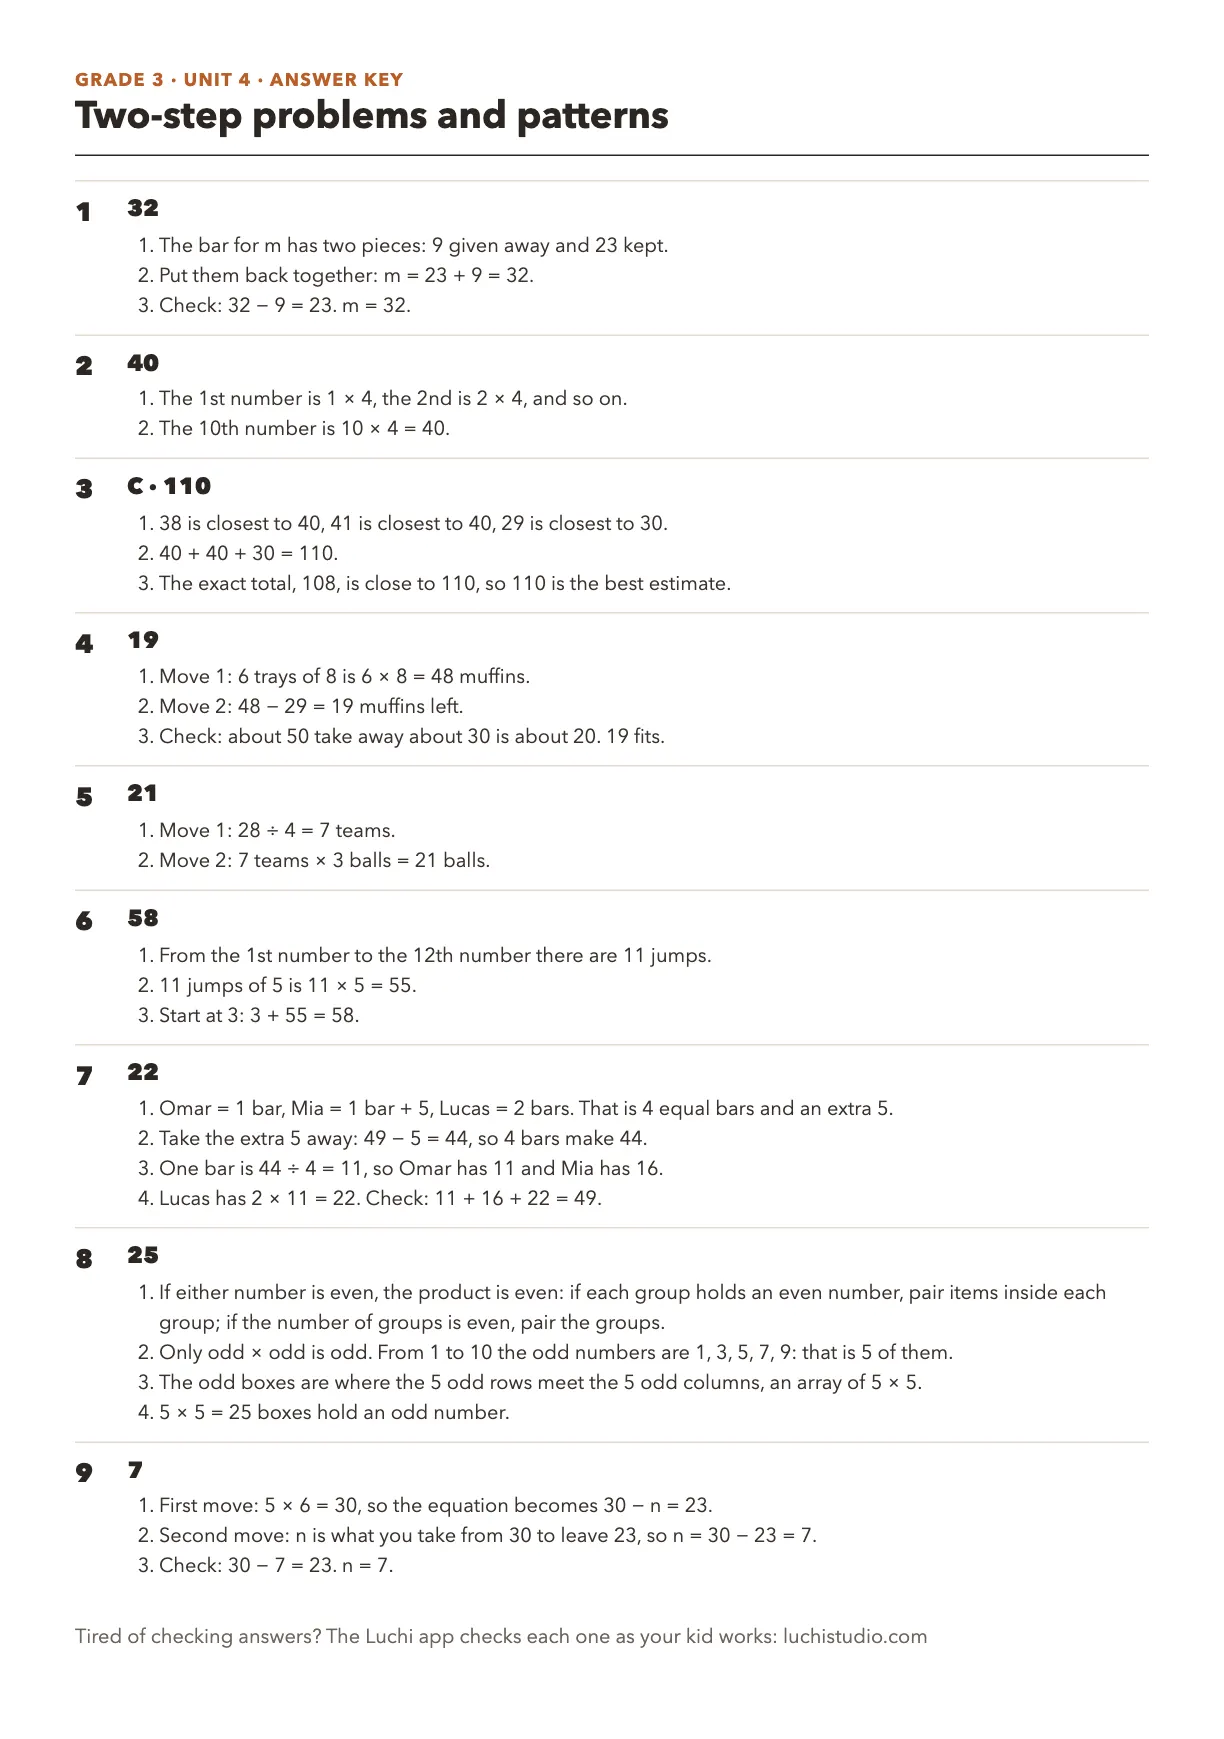 GRADE 3 · UNIT 4 · ANSWER KEY
Two-step problems and patterns
1 32
1. The bar for m has two pieces: 9 given away and 23 kept.
2. Put them back together: m = 23 + 9 = 32.
3. Check: 32 − 9 = 23. m = 32.
2 40
1. The 1st number is 1 × 4, the 2nd is 2 × 4, and so on.
2. The 10th number is 10 × 4 = 40.
3 C · 110
1. 38 is closest to 40, 41 is closest to 40, 29 is closest to 30.
2. 40 + 40 + 30 = 110.
3. The exact total, 108, is close to 110, so 110 is the best estimate.
4 19
1. Move 1: 6 trays of 8 is 6 × 8 = 48 muffins.
2. Move 2: 48 − 29 = 19 muffins left.
3. Check: about 50 take away about 30 is about 20. 19 fits.
5 21
1. Move 1: 28 ÷ 4 = 7 teams.
2. Move 2: 7 teams × 3 balls = 21 balls.
6 58
1. From the 1st number to the 12th number there are 11 jumps.
2. 11 jumps of 5 is 11 × 5 = 55.
3. Start at 3: 3 + 55 = 58.
7 22
1. Omar = 1 bar, Mia = 1 bar + 5, Lucas = 2 bars. That is 4 equal bars and an extra 5.
2. Take the extra 5 away: 49 − 5 = 44, so 4 bars make 44.
3. One bar is 44 ÷ 4 = 11, so Omar has 11 and Mia has 16.
4. Lucas has 2 × 11 = 22. Check: 11 + 16 + 22 = 49.
8 25
1. If either number is even, the product is even: if each group holds an even number, pair items inside each
group; if the number of groups is even, pair the groups.
2. Only odd × odd is odd. From 1 to 10 the odd numbers are 1, 3, 5, 7, 9: that is 5 of them.
3. The odd boxes are where the 5 odd rows meet the 5 odd columns, an array of 5 × 5.
4. 5 × 5 = 25 boxes hold an odd number.
9 7
1. First move: 5 × 6 = 30, so the equation becomes 30 − n = 23.
2. Second move: n is what you take from 30 to leave 23, so n = 30 − 23 = 7.
3. Check: 30 − 7 = 23. n = 7.
Tired of checking answers? The Luchi app checks each one as your kid works: luchistudio.com